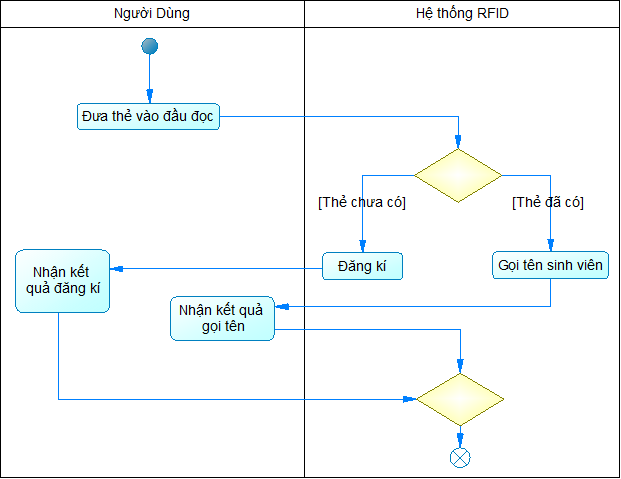 Người Dùng
Hệ thống RFID
Đưa thẻ vào đầu đọc
[Thẻ chưa có]
[Thẻ đã có]
Đăng kí
Gọi tên sinh viên
Nhận kết
quả đăng kí
Nhận kết quả
gọi tên